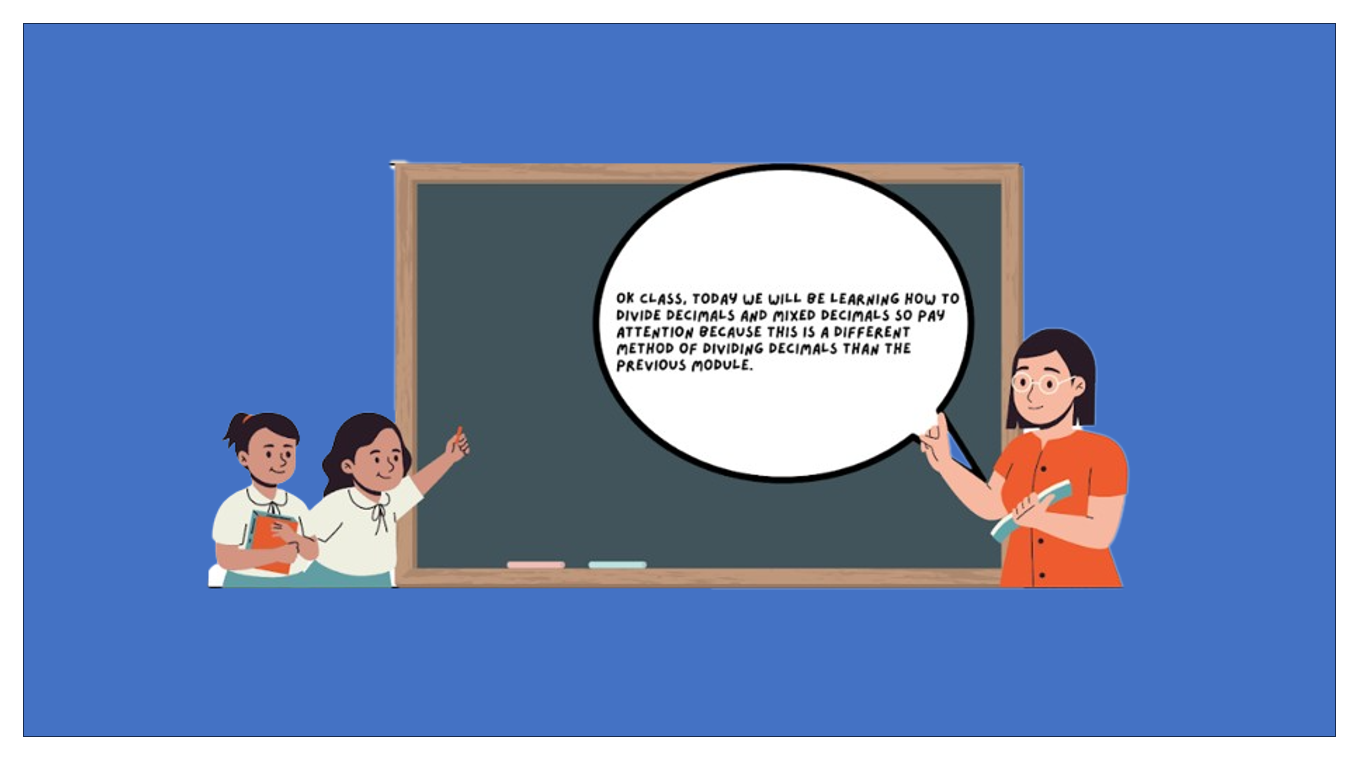 OK CLASS, TODAY WE WILL BE LEARNING HOW TO
DIVIDE DECIMALS AND MIXED DECIMALS SO PAY
ATTENTION BECAUSE THIS IS A DIFFERENT
METHOD OF DIVIDING DECIMALS THAN THE
PREVIOUS MODULE.